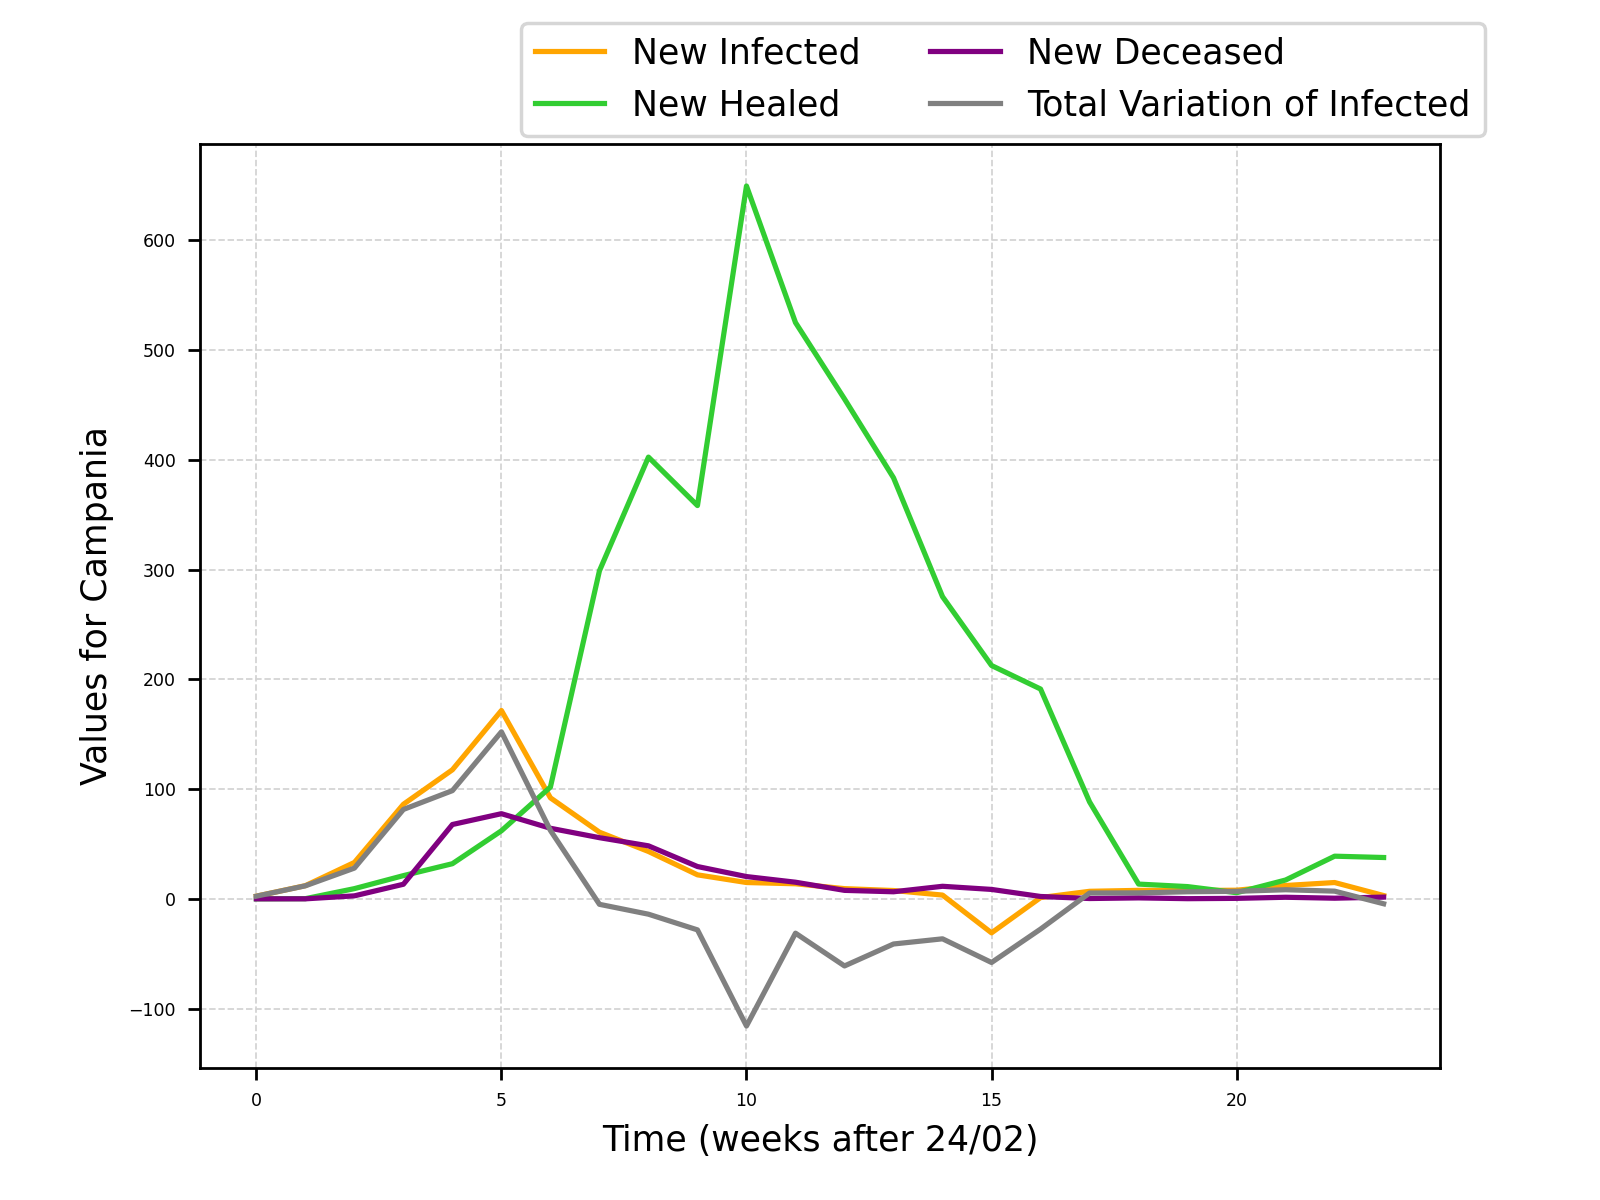 New Infected
New Healed
New Deceased
Total Variation of Infected
Values for Campania
600
500
400
300
200
100
0
−100
0 5 10 15 20
Time (weeks after 24/02)